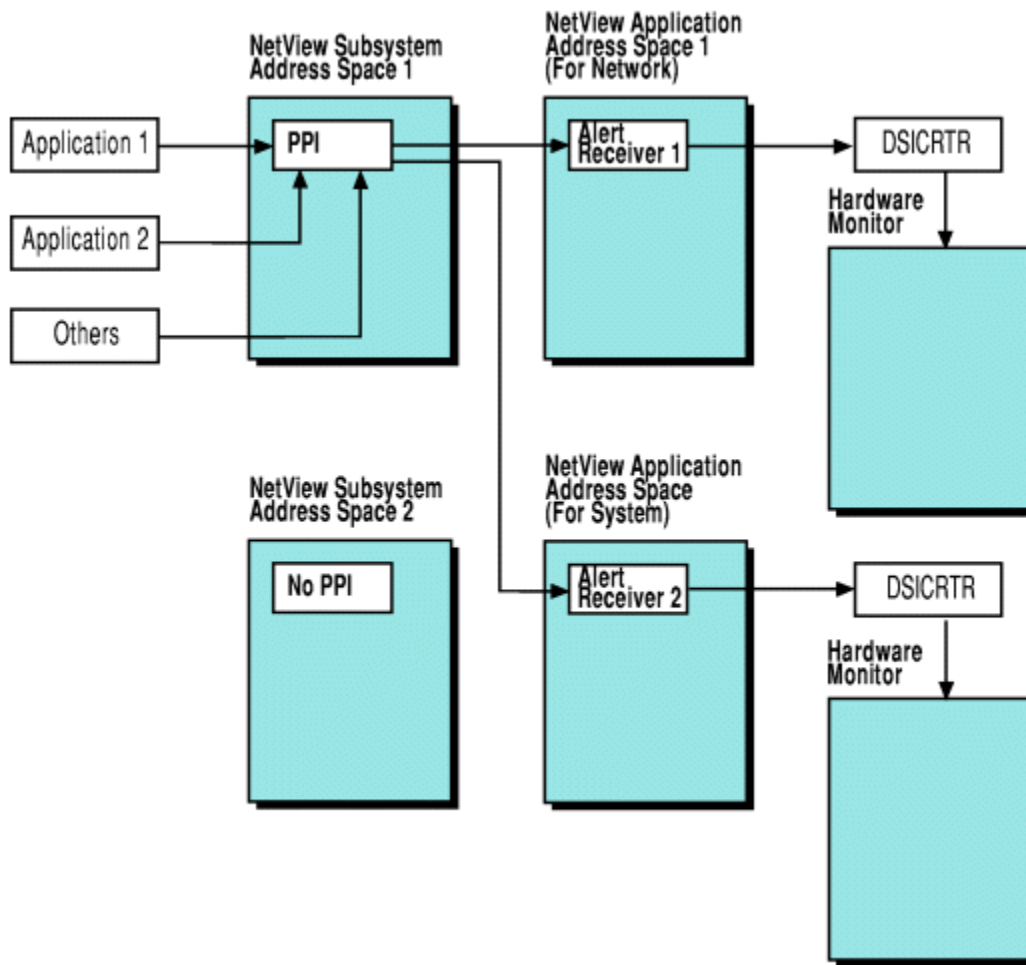 NetView Subsystem
Address Space 1
NetView Application
Address Space 1
(For Network)
Application 1
PPI
Alert
Receiver 1
DSICRTR
Hardware
Monitor
Application 2
Others
NetView Subsystem
Address Space 2
NetView Application
Address Space
(For System)
No PPI
Alert
Receiver 2
DSICRTR
Hardware
Monitor